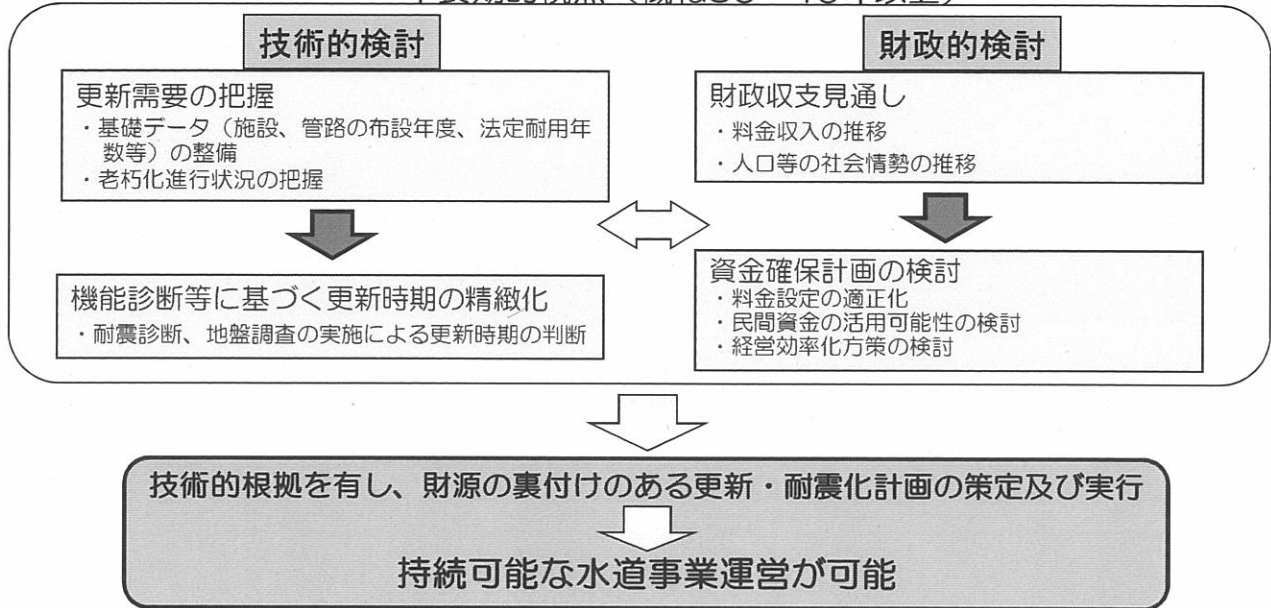 技術的検討
更新需要の把握
・基礎データ（施設、管路の布設年度、法定耐用年
数等）の整備
・老朽化進行状況の把握
機能診断等に基づく更新時期の精緻化
・耐震診断、地盤調査の実施による更新時期の判断
財政的検討
財政収支見通し
・料金収入の推移
・人口等の社会情勢の推移
資金確保計画の検討
・料金設定の適正化
・民間資金の活用可能性の検討
・経営効率化方策の検討
技術的根拠を有し、財源の裏付けのある更新・耐震化計画の策定及び実行
持続可能な水道事業運営が可能